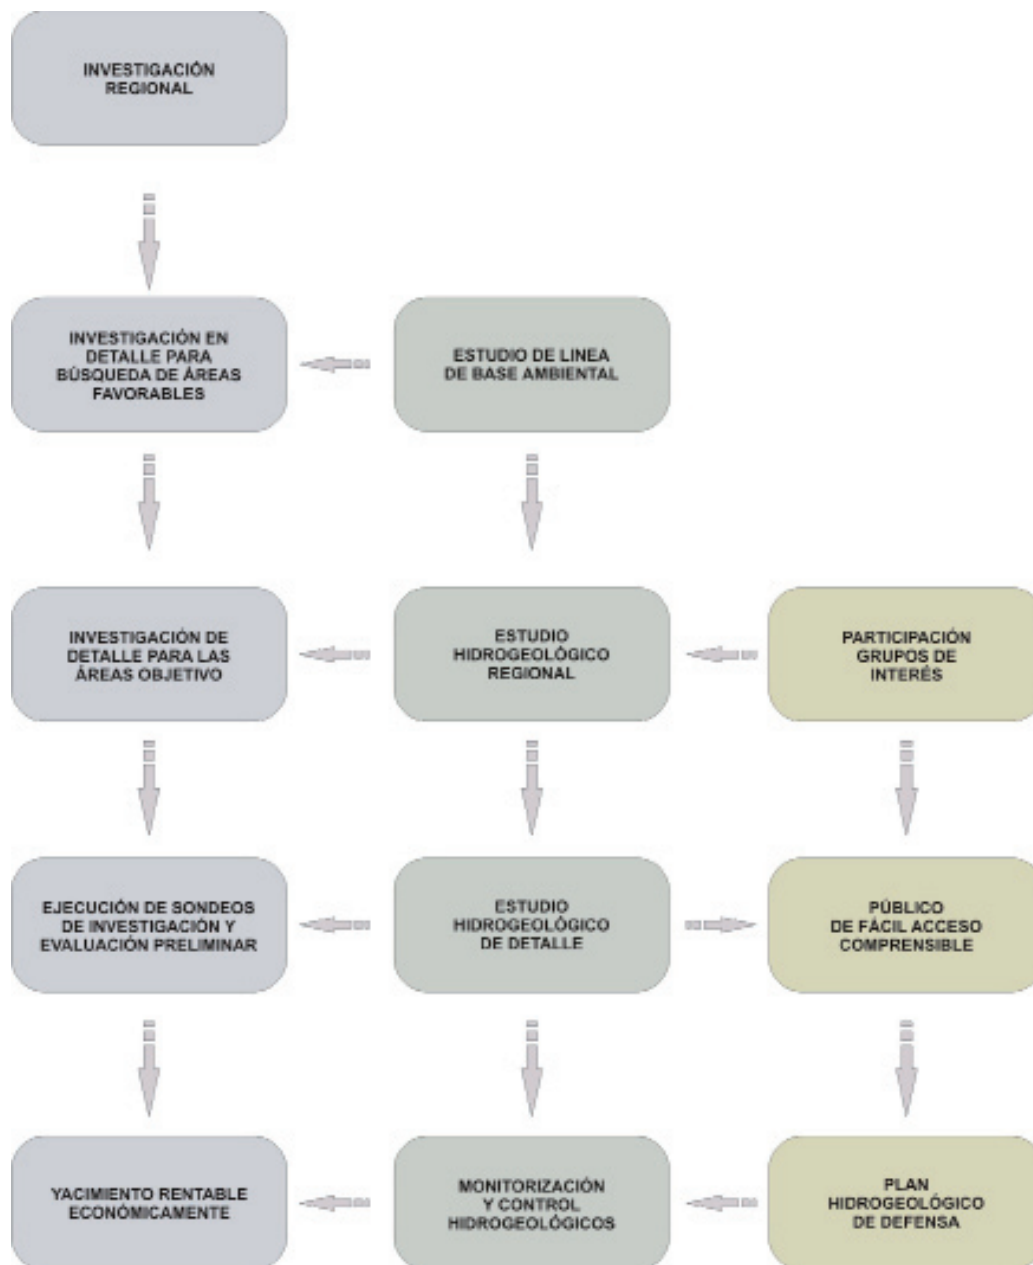 INVESTIGACIÓN
REGIONAL
INVESTIGACIÓN EN
DETALLE PARA
BÚSQUEDA DE ÁREAS
FAVORABLES
ESTUDIO DE LINEA
DE BASE AMBIENTAL
INVESTIGACIÓN DE
DETALLE PARA LAS
ÁREAS OBJETIVO
ESTUDIO
HIDROGEOLÓGICO
REGIONAL
PARTICIPACIÓN
GRUPOS DE
INTERÉS
EJECUCIÓN DE SONDEOS
DE INVESTIGACIÓN Y
EVALUACIÓN PRELIMINAR
ESTUDIO
HIDROGEOLÓGICO
DE DETALLE
PÚBLICO
DE FÁCIL ACCESO
COMPRENSIBLE
YACIMIENTO RENTABLE
ECONÓMICAMENTE
MONITORIZACIÓN
Y CONTROL
HIDROGEOLÓGICOS
PLAN
HIDROGEOLÓGICO
DE DEFENSA